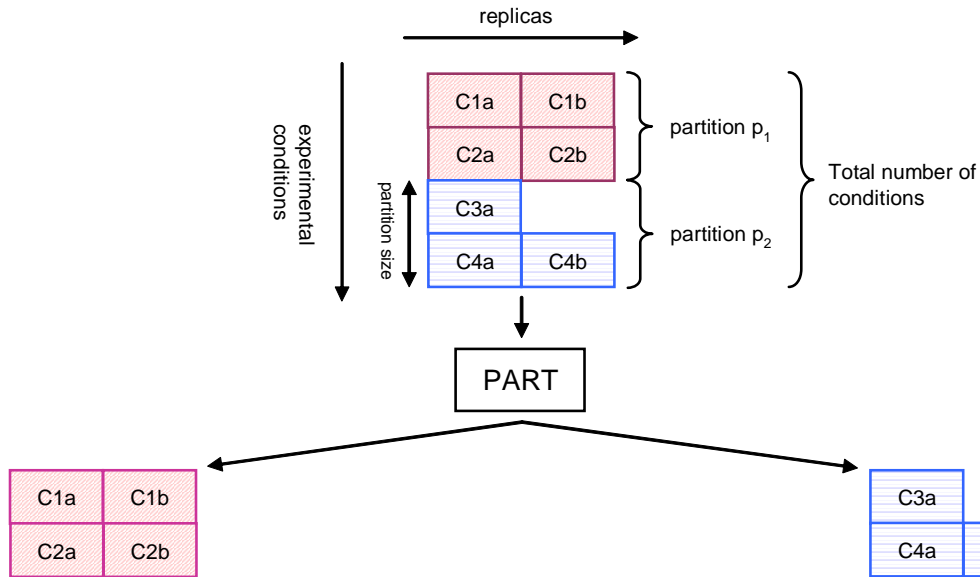 replicas
experimental
conditions
C1a C1b
C2a C2b
C3a
C4a C4b
partition size
partition p1
partition p2
Total number of
conditions
PART
C1a C1b
C2a C2b
C3a
C4a